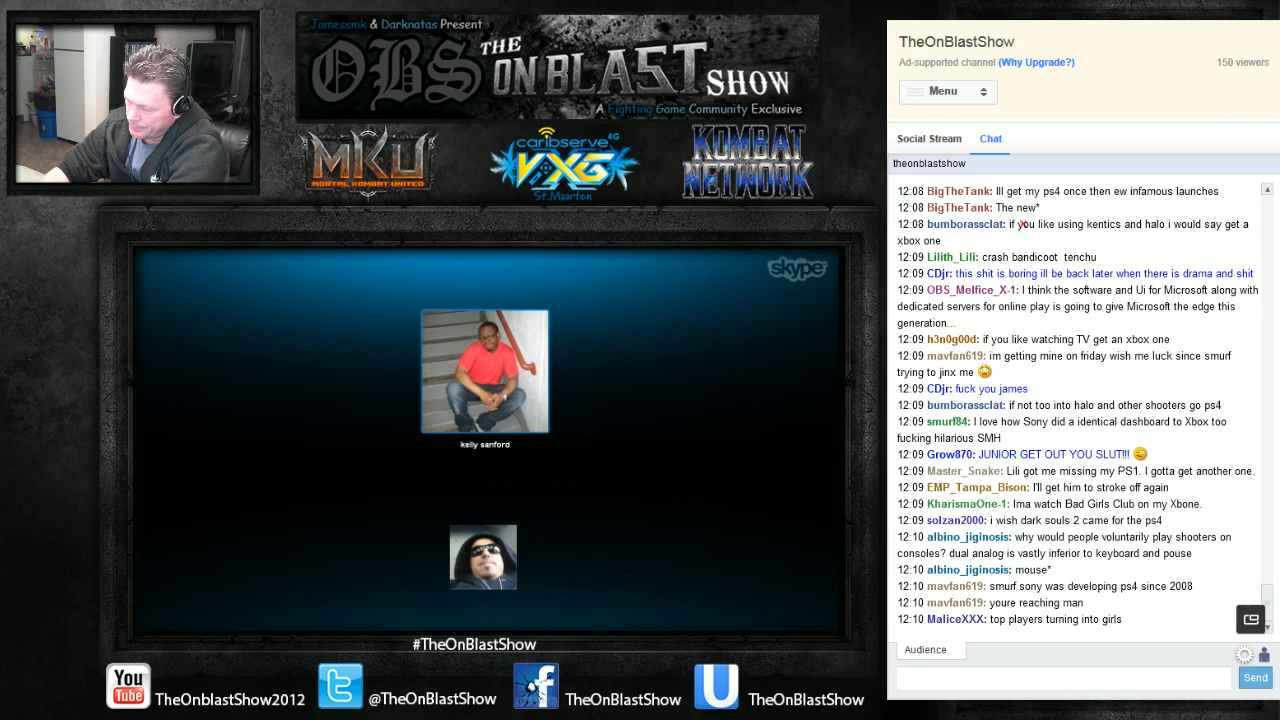 Jamessmk & Darknatas Present
OBS THE ON BLAST SHOW
A Fighting Game Community Exclusive
MKU
MORTAL KOMBAT UNITED
caribserve 4G
VXG
St.Maarten
KOMBAT
NETWORK
skype
kelly sanford
#TheOnBlastShow
You
Tube
TheOnblastShow2012
@TheOnBlastShow
TheOnBlastShow
TheOnBlastShow
TheOnBlastShow
Ad-supported channel (Why Upgrade?)
150 viewers
Menu
Social Stream
Chat
theonblastshow
12:08 BigTheTank: Illl get my ps4 once then ew infamous launches
12:08 BigTheTank: The new*
12:08 bumborassclat: if you like using kentics and halo i would say get a
xbox one
12:09 Lilith_Lili: crash bandicoot tenchu
12:09 CDjr: this shit is boring ill be back later when there is drama and shit
12:09 OBS_Melfice_X-1: I think the software and Ui for Microsoft along with
dedicated servers for online play is going to give Microsoft the edge this
generation...
12:09 h3n0g00d: if you like watching TV get an xbox one
12:09 mavfan619: im getting mine on friday wish me luck since smurf
trying to jinx me
12:09 CDjr: fuck you james
12:09 bumborassclat: if not too into halo and other shooters go ps4
12:09 smurf84: I love how Sony did a identical dashboard to Xbox too
fucking hilarious SMH
12:09 Grow870: JUNIOR GET OUT YOU SLUT!!!
12:09 Master_Snake: Lili got me missing my PS1. I gotta get another one.
12:09 EMP_Tampa_Bison: I'll get him to stroke off again
12:09 KharismaOne-1: Ima watch Bad Girls Club on my Xbone.
12:09 solzan2000: i wish dark souls 2 came for the ps4
12:10 albino_jiginosis: why would people voluntarily play shooters on
consoles? dual analog is vastly inferior to keyboard and pouse
12:10 albino_jiginosis: mouse*
12:10 mavfan619: smurf sony was developing ps4 since 2008
12:10 mavfan619: youre reaching man
12:10 MaliceXXX: top players turning into girls
Audience
Send